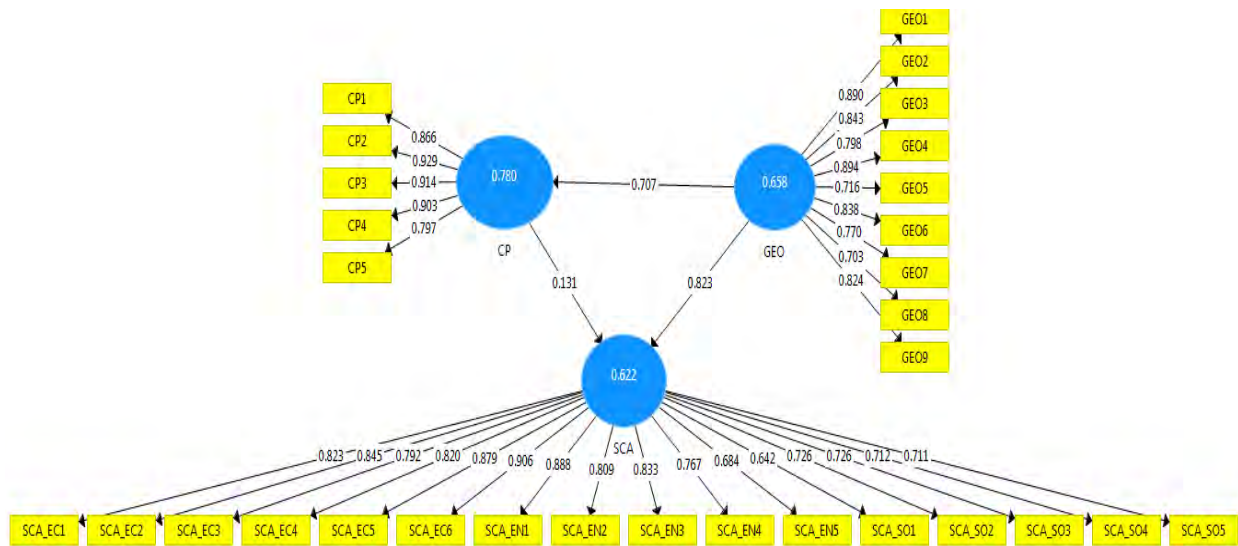 GEO1
GEO2
GEO3
GEO4
GEO5
GEO6
GEO7
GEO8
GEO9
0.890
0.843
0.798
0.894
0.716
0.838
0.770
0.703
0.824
CP1
CP2
CP3
CP4
CP5
0.866
0.929
0.914
0.903
0.797
0.780
CP
0.707
0.658
GEO
0.131
0.823
0.622
SCA
0.823
0.845
0.792
0.820
0.879
0.906
0.888
0.809
0.833
0.767
0.684
0.642
0.726
0.726
0.712
0.711
SCA_EC1
SCA_EC2
SCA_EC3
SCA_EC4
SCA_EC5
SCA_EC6
SCA_EN1
SCA_EN2
SCA_EN3
SCA_EN4
SCA_EN5
SCA_SO1
SCA_SO2
SCA_SO3
SCA_SO4
SCA_SO5